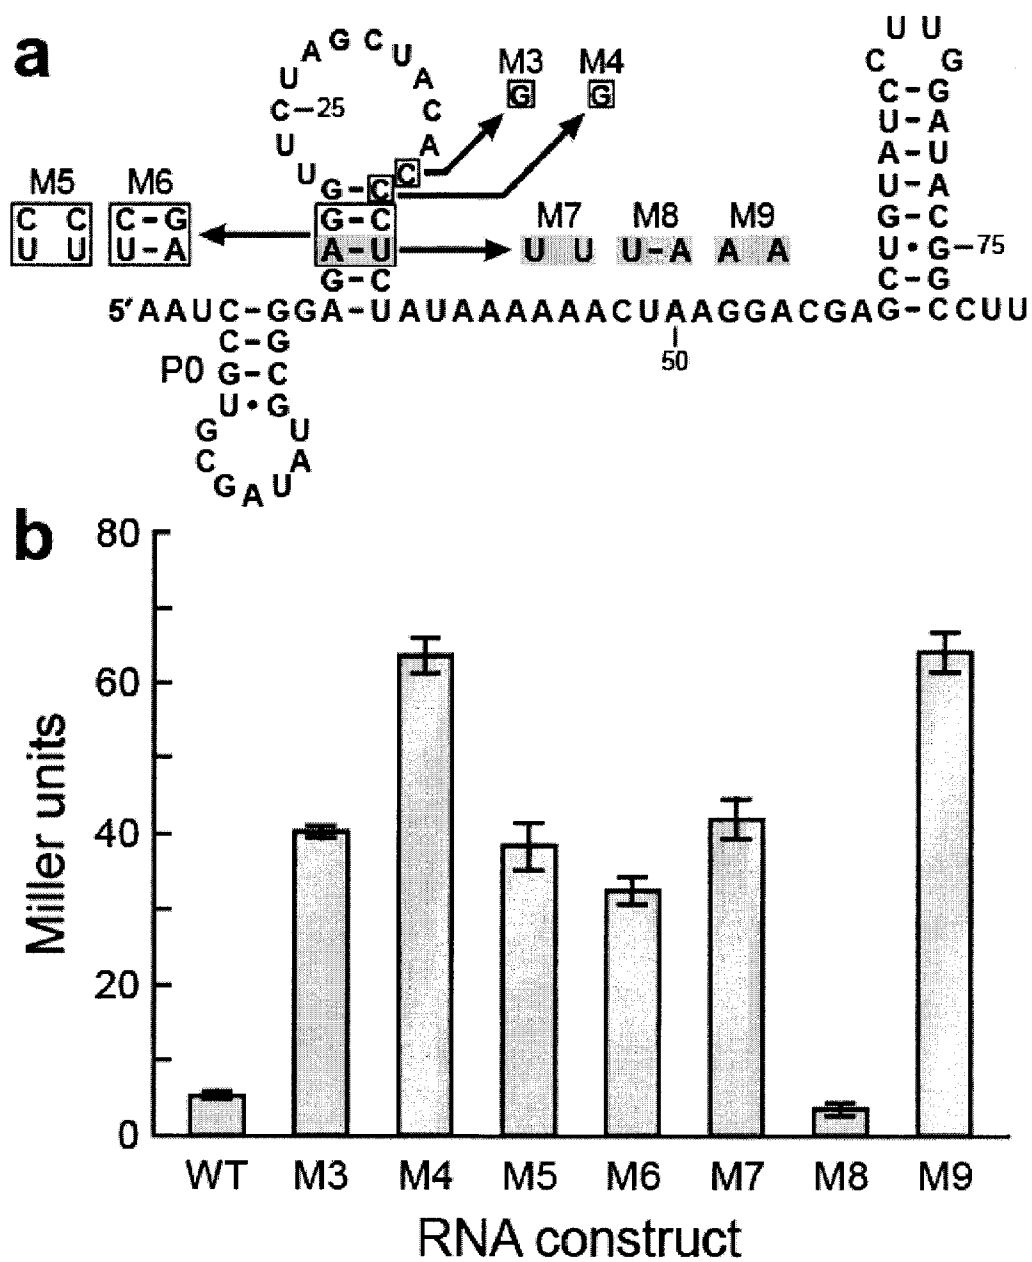 a
U U
C G
C-G
U-A
A-U
U-A
G-C
U•G-75
C-G
A G C U
U A
C-25 C
U A
U G-C C
G-C
A-U
G-C
M3
G
M4
G
M5
C C
U U
M6
C-G
U-A
M7
U U
M8
U-A
M9
A A
5'AAUC-GGA-UAUAAAAAACUAAGGACGAG-CCUU
50
C-G
P0 G-C
U•G
G U
C A
G A U
b
80
60
40
20
0
Miller units
WT M3 M4 M5 M6 M7 M8 M9
RNA construct